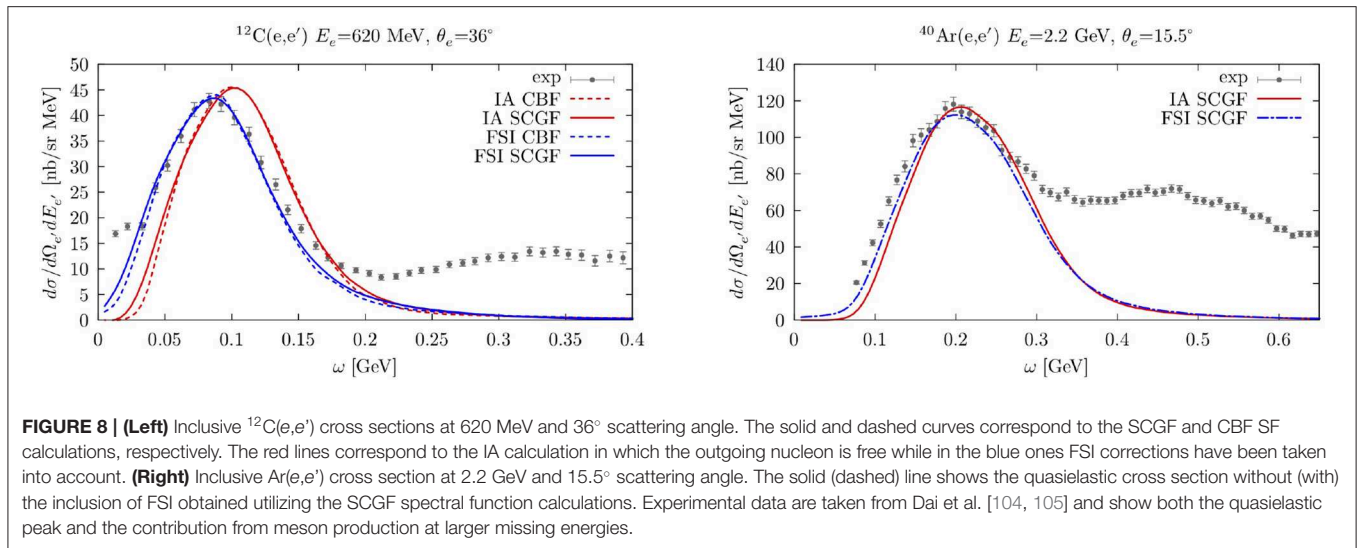 ¹²C(e,e′) Eₑ=620 MeV, θₑ=36°
50
45
40
35
30
25
20
15
10
5
0
dσ/dΩₑ′dEₑ′ [nb/sr MeV]
exp
IA CBF
IA SCGF
FSI CBF
FSI SCGF
0
0.05
0.1
0.15
0.2
0.25
0.3
0.35
0.4
ω [GeV]
⁴⁰Ar(e,e′) Eₑ=2.2 GeV, θₑ=15.5°
140
120
100
80
60
40
20
0
dσ/dΩₑ′dEₑ′ [nb/sr MeV]
exp
IA SCGF
FSI SCGF
0
0.1
0.2
0.3
0.4
0.5
0.6
ω [GeV]
FIGURE 8 | (Left) Inclusive ¹²C(e,e') cross sections at 620 MeV and 36° scattering angle. The solid and dashed curves correspond to the SCGF and CBF SF
calculations, respectively. The red lines correspond to the IA calculation in which the outgoing nucleon is free while in the blue ones FSI corrections have been taken
into account. (Right) Inclusive Ar(e,e') cross section at 2.2 GeV and 15.5° scattering angle. The solid (dashed) line shows the quasielastic cross section without (with)
the inclusion of FSI obtained utilizing the SCGF spectral function calculations. Experimental data are taken from Dai et al. [104, 105] and show both the quasielastic
peak and the contribution from meson production at larger missing energies.